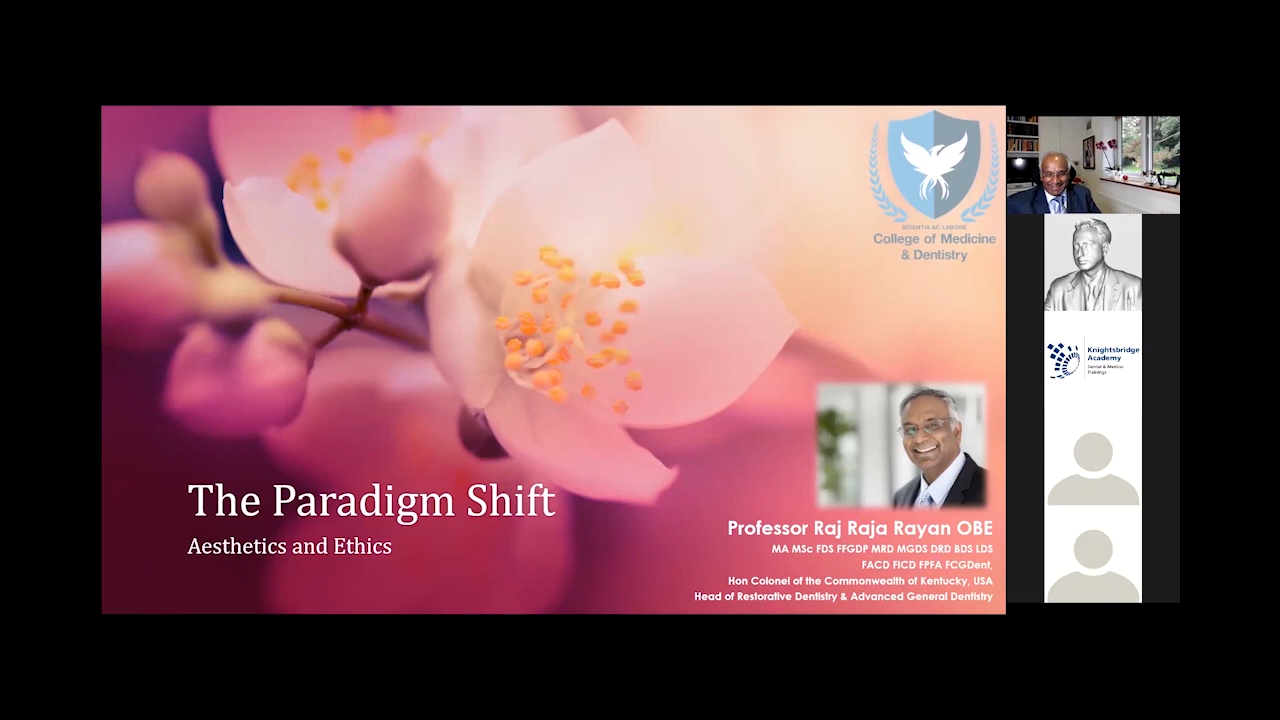 SCIENTIA AC LABORE
College of Medicine
& Dentistry
The Paradigm Shift
Aesthetics and Ethics
Professor Raj Raja Rayan OBE
MA MSc FDS FFGDP MRD MGDS DRD BDS LDS
FACD FICD FPFA FCGDent,
Hon Colonel of the Commonwealth of Kentucky, USA
Head of Restorative Dentistry & Advanced General Dentistry
Knightsbridge
Academy
Dental & Medical
Trainings